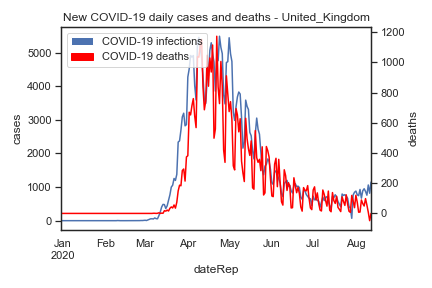 New COVID-19 daily cases and deaths - United_Kingdom
COVID-19 infections
COVID-19 deaths
cases
5000
4000
3000
2000
1000
0
1200
1000
800
600
400
200
0
deaths
Jan Feb Mar Apr May Jun Jul Aug
2020
dateRep